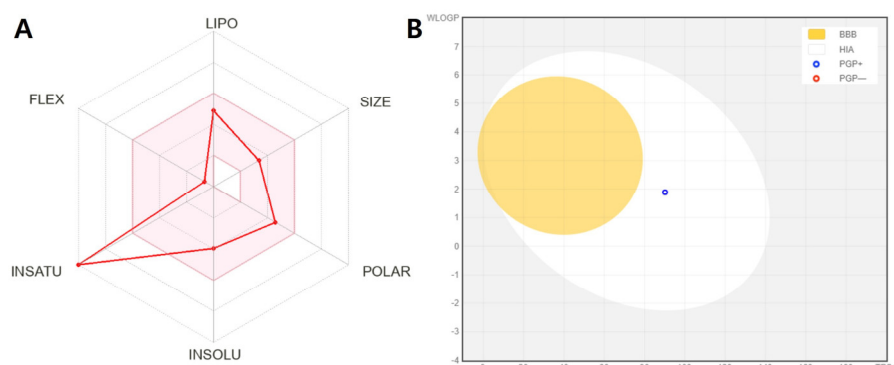 A
LIPO
FLEX
SIZE
INSATU
POLAR
INSOLU
B
WLOGP
BBB
HIA
PGP+
PGP—
7
6
5
4
3
2
1
0
-1
-2
-3
-4